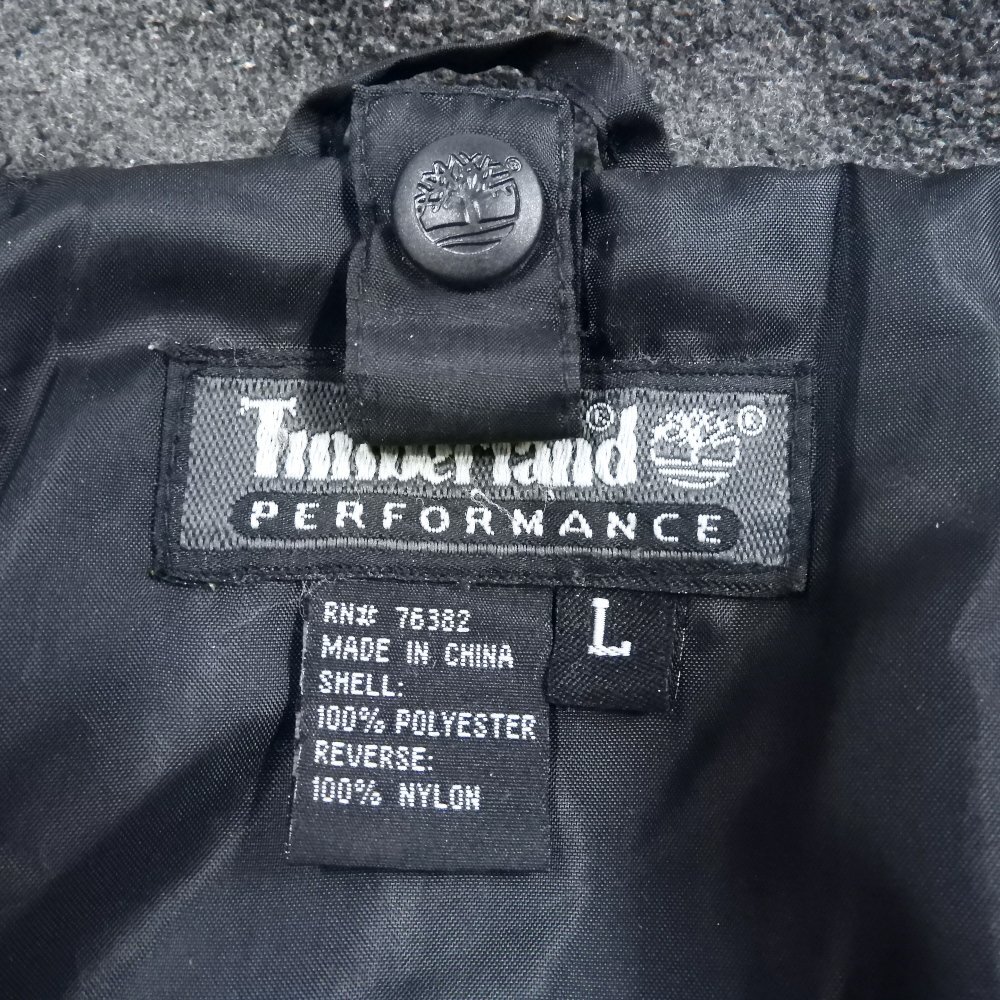 ®
Timberland ®
®
PERFORMANCE
RN# 76382
MADE IN CHINA
SHELL:
100% POLYESTER
REVERSE:
100% NYLON
L